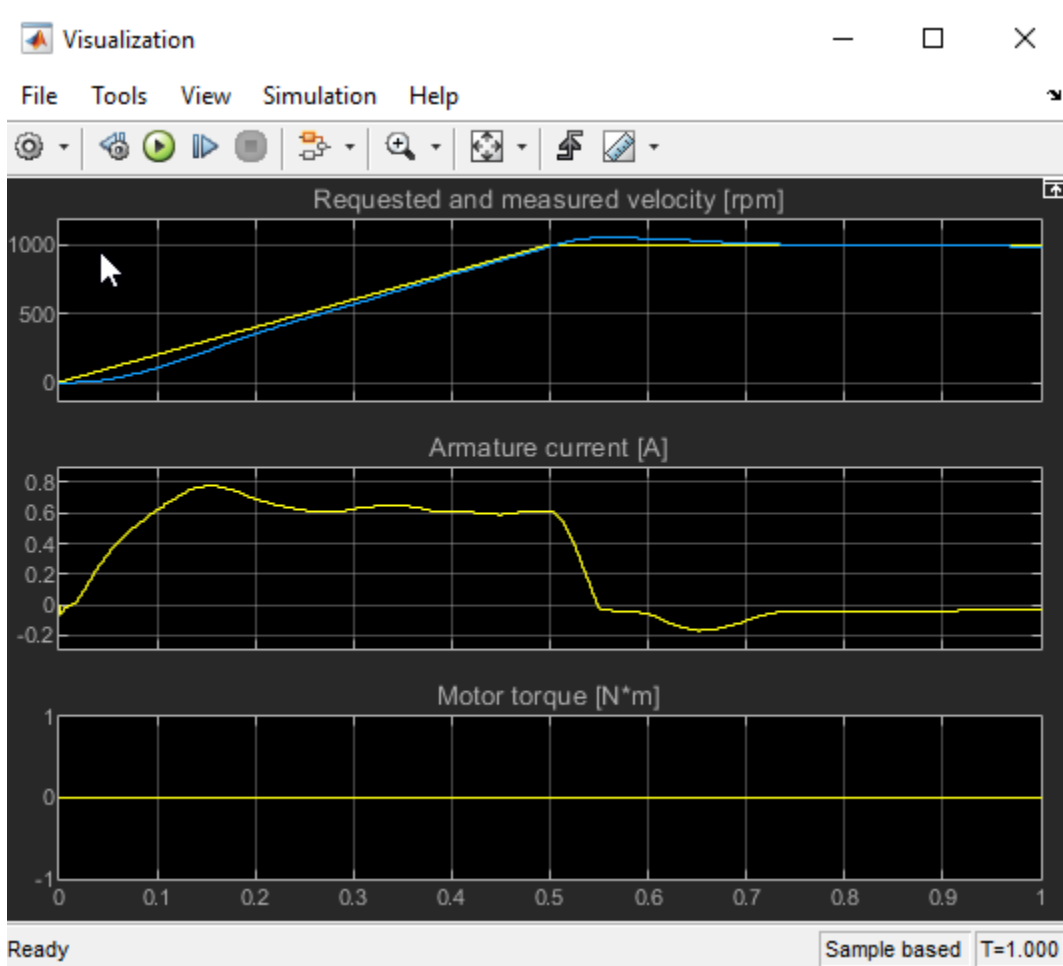 Visualization
File Tools View Simulation Help
Requested and measured velocity [rpm]
1000
500
0
Armature current [A]
0.8
0.6
0.4
0.2
0
-0.2
Motor torque [N*m]
1
0
-1
0 0.1 0.2 0.3 0.4 0.5 0.6 0.7 0.8 0.9 1
Ready Sample based T=1.000